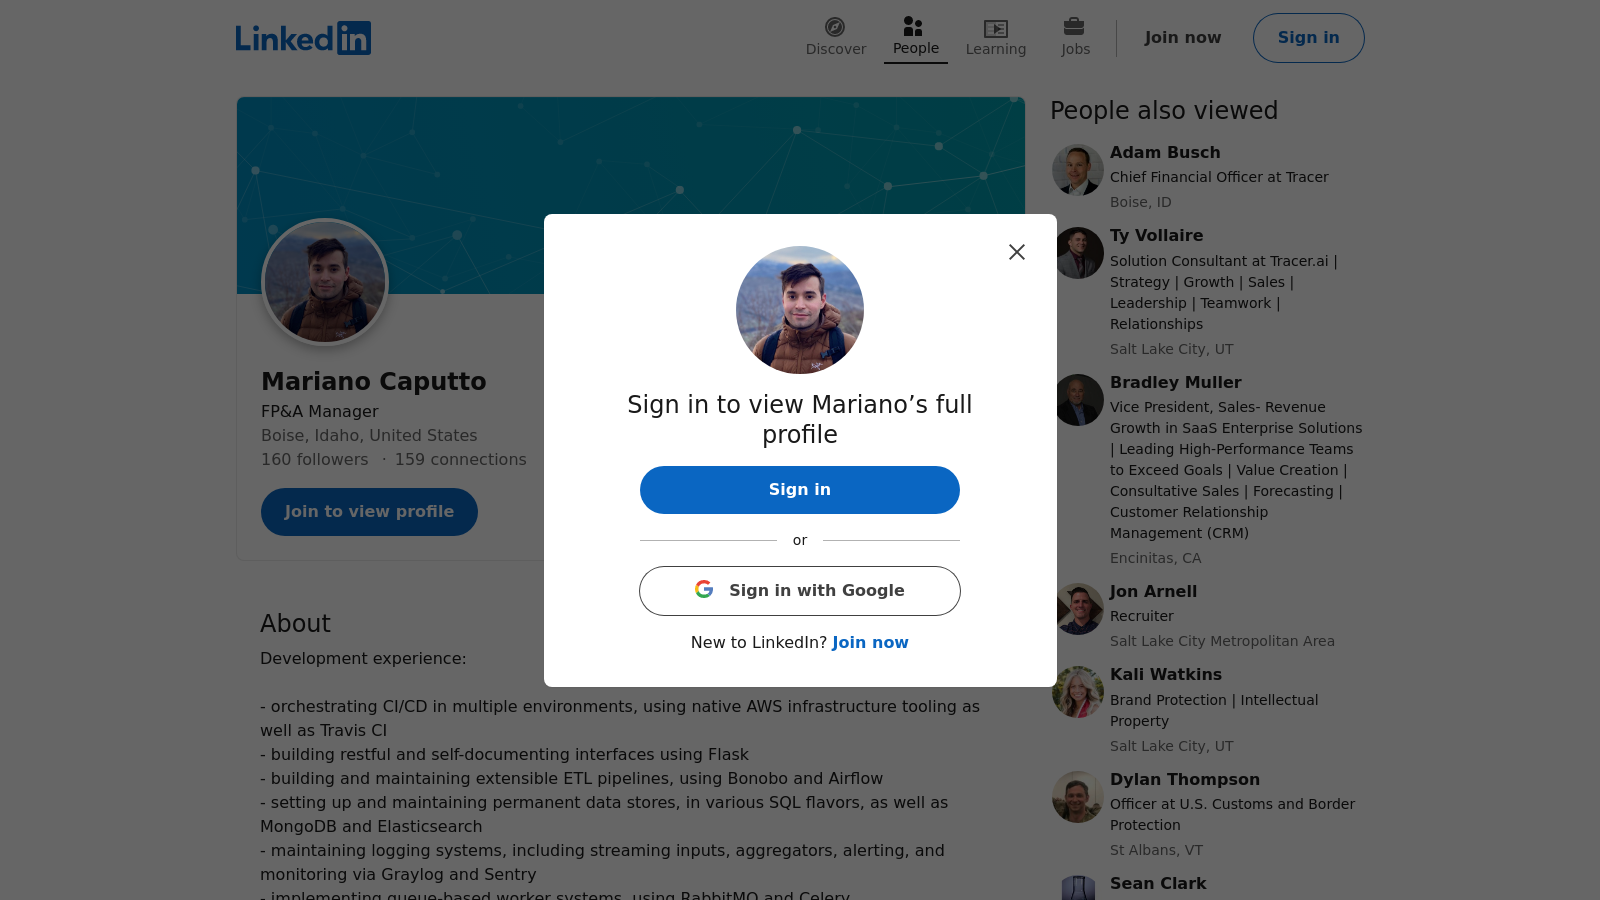 LinkedIn
Discover
People
Learning
Jobs
Join now
Sign in
Mariano Caputto
FP&A Manager
Boise, Idaho, United States
160 followers · 159 connections
Join to view profile
About
Development experience:
- orchestrating CI/CD in multiple environments, using native AWS infrastructure tooling as
well as Travis CI
- building restful and self-documenting interfaces using Flask
- building and maintaining extensible ETL pipelines, using Bonobo and Airflow
- setting up and maintaining permanent data stores, in various SQL flavors, as well as
MongoDB and Elasticsearch
- maintaining logging systems, including streaming inputs, aggregators, alerting, and
monitoring via Graylog and Sentry
- implementing queue-based worker systems, using RabbitMQ and Celery
Sign in to view Mariano’s full
profile
Sign in
or
Sign in with Google
New to LinkedIn? Join now
People also viewed
Adam Busch
Chief Financial Officer at Tracer
Boise, ID
Ty Vollaire
Solution Consultant at Tracer.ai |
Strategy | Growth | Sales |
Leadership | Teamwork |
Relationships
Salt Lake City, UT
Bradley Muller
Vice President, Sales- Revenue
Growth in SaaS Enterprise Solutions
| Leading High-Performance Teams
to Exceed Goals | Value Creation |
Consultative Sales | Forecasting |
Customer Relationship
Management (CRM)
Encinitas, CA
Jon Arnell
Recruiter
Salt Lake City Metropolitan Area
Kali Watkins
Brand Protection | Intellectual
Property
Salt Lake City, UT
Dylan Thompson
Officer at U.S. Customs and Border
Protection
St Albans, VT
Sean Clark